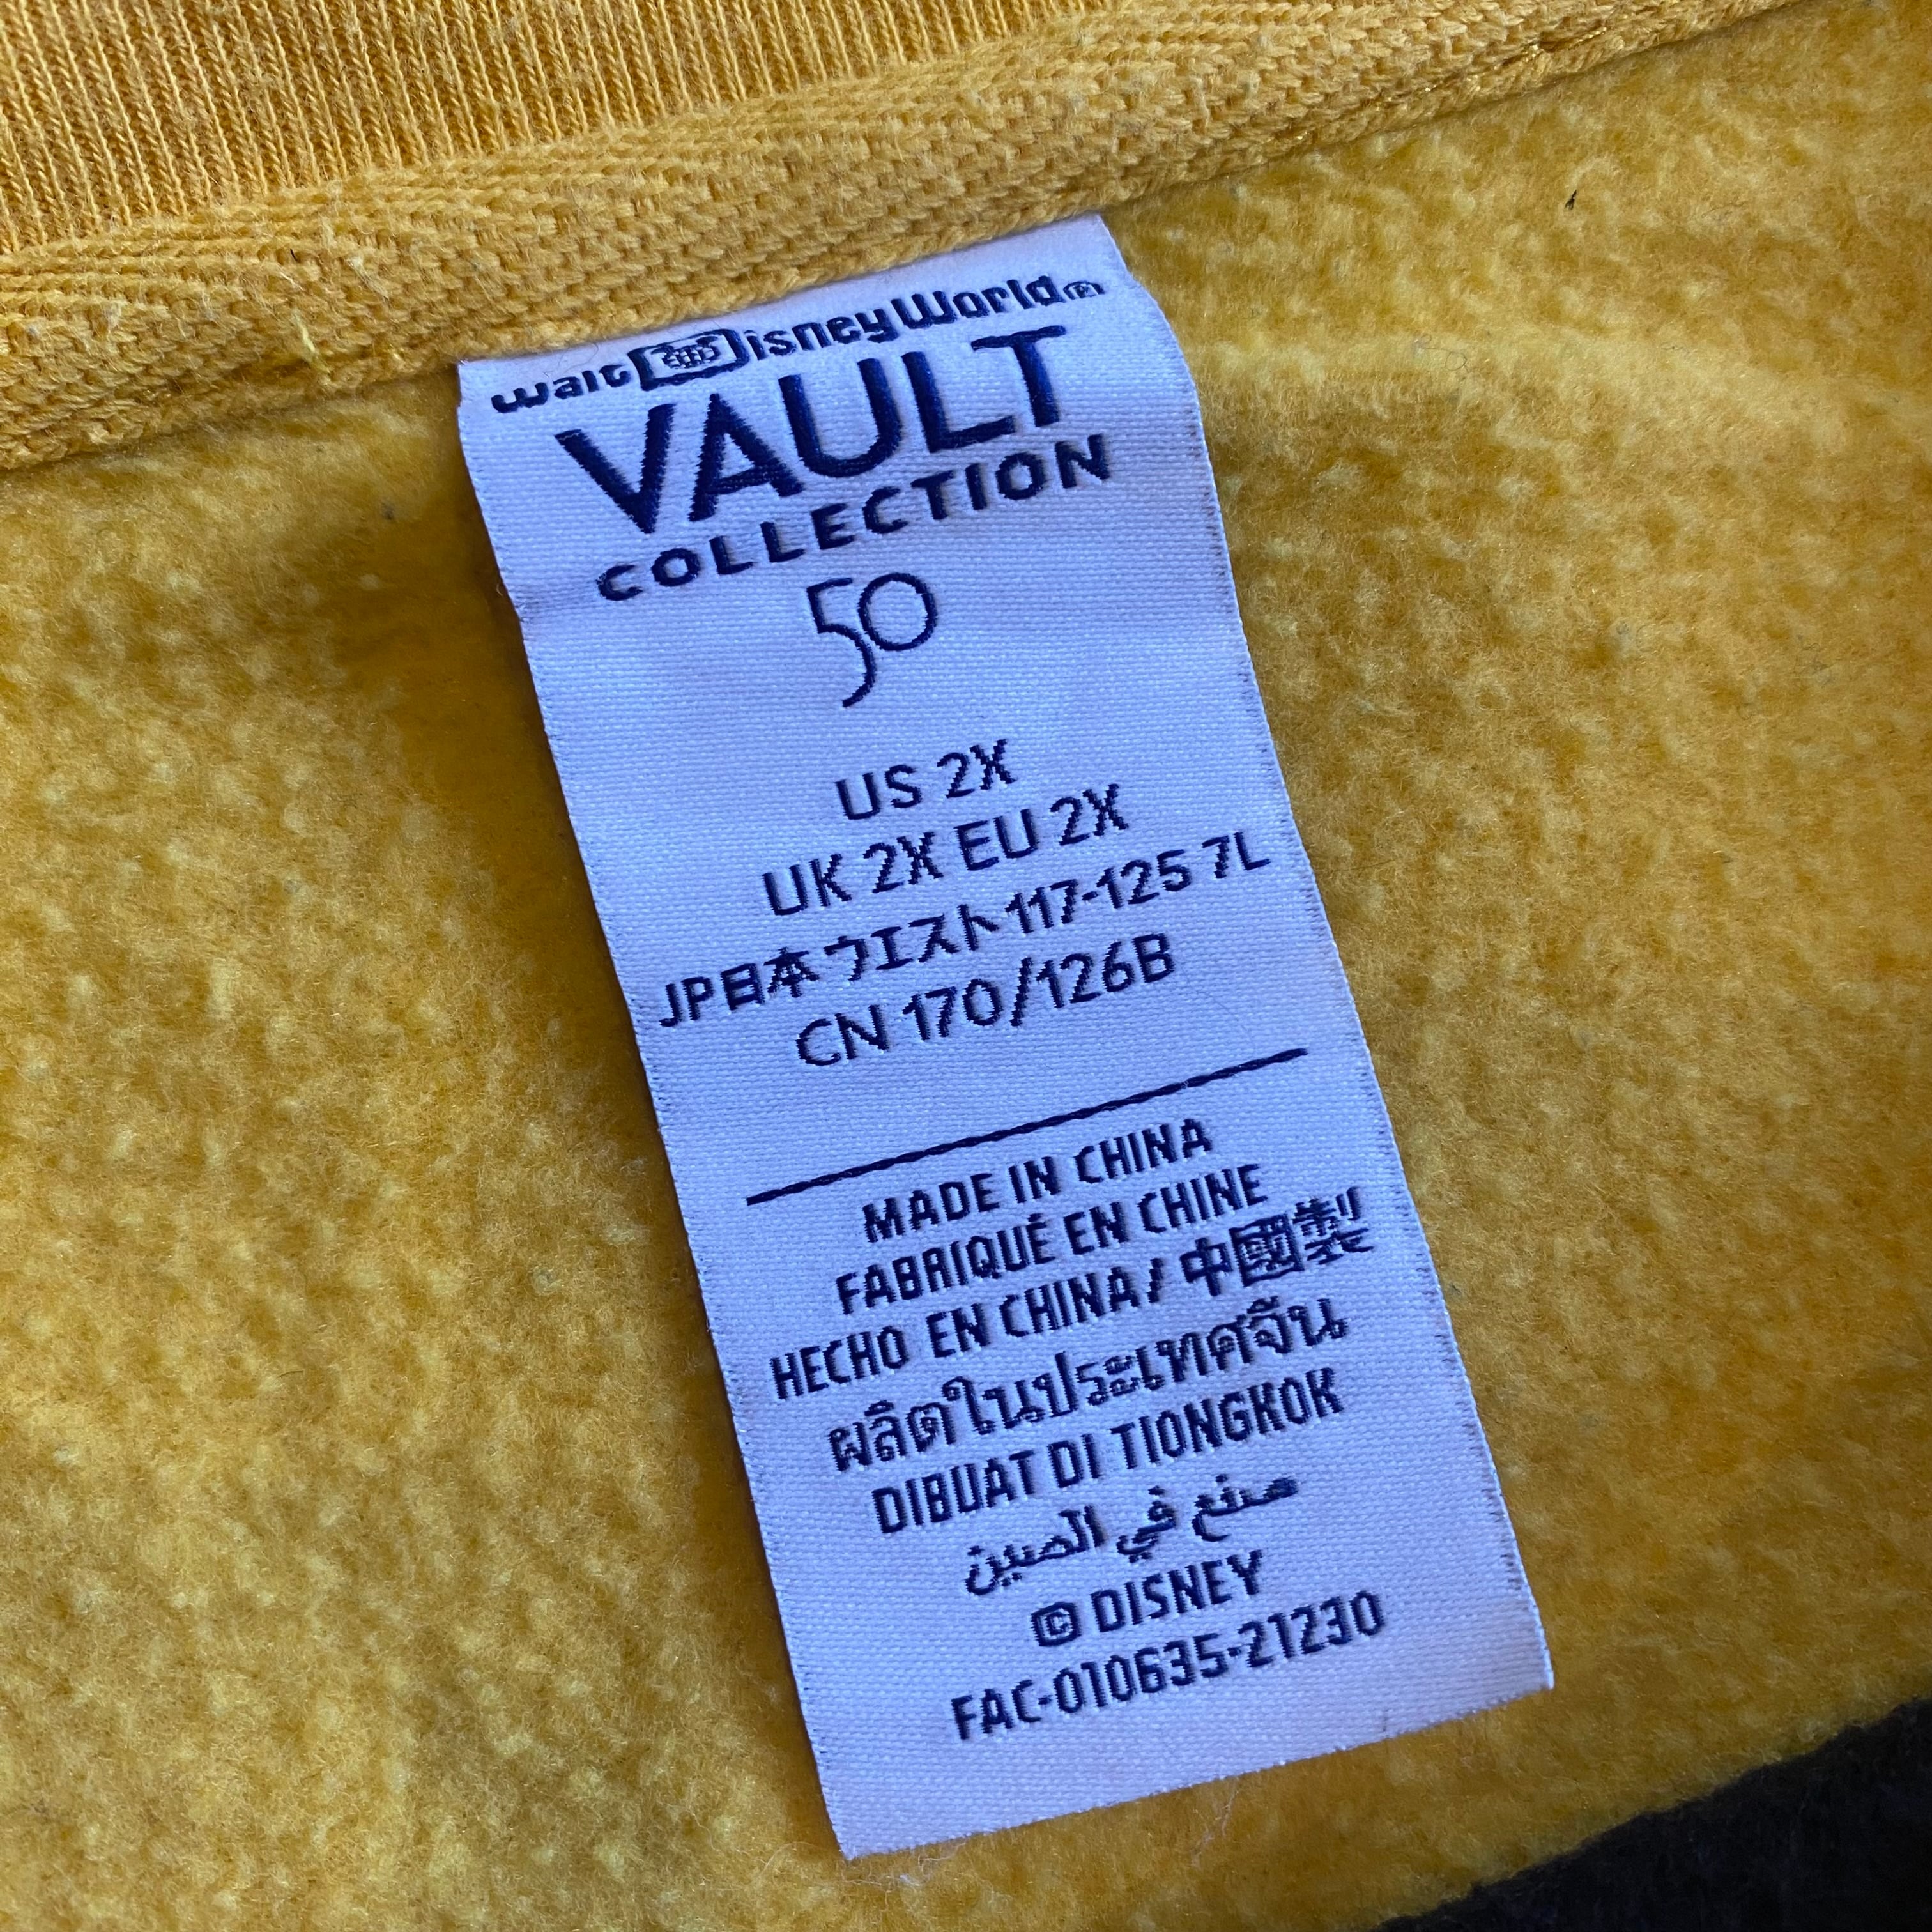 Walt Disney World®
VAULT
COLLECTION
50
US 2X
UK 2X EU 2X
JP日本 ウエスト 117-125 7L
CN 170/126B
MADE IN CHINA
FABRIQUÉ EN CHINE
HECHO EN CHINA/ 中國製
ผลิตในประเทศจีน
DIBUAT DI TIONGKOK
صنع في الصين
© DISNEY
FAC-010635-21230